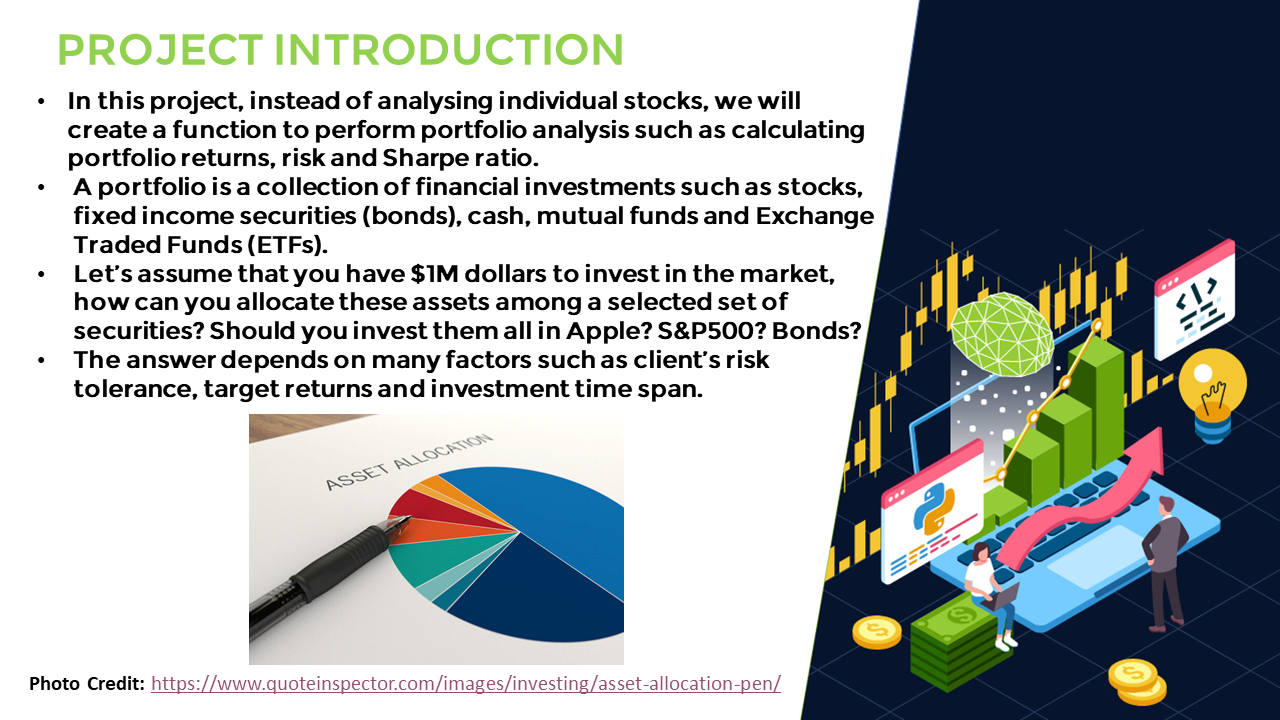 PROJECT INTRODUCTION
• In this project, instead of analysing individual stocks, we will
create a function to perform portfolio analysis such as calculating
portfolio returns, risk and Sharpe ratio.
• A portfolio is a collection of financial investments such as stocks,
fixed income securities (bonds), cash, mutual funds and Exchange
Traded Funds (ETFs).
• Let’s assume that you have $1M dollars to invest in the market,
how can you allocate these assets among a selected set of
securities? Should you invest them all in Apple? S&P500? Bonds?
• The answer depends on many factors such as client’s risk
tolerance, target returns and investment time span.
ASSET ALLOCATION
Photo Credit: https://www.quoteinspector.com/images/investing/asset-allocation-pen/